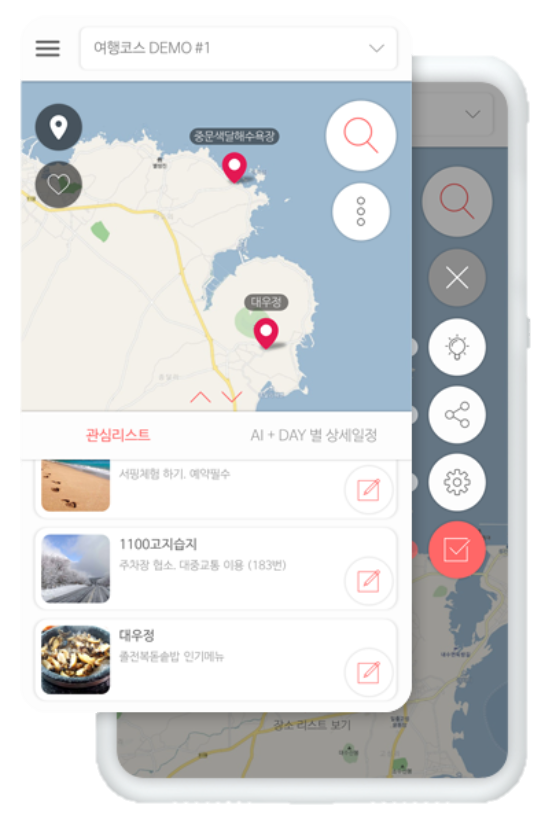 여행코스 DEMO #1
중문색달해수욕장
대우정
관심리스트
AI + DAY 별 상세일정
서핑체험 하기. 예약필수
1100고지습지
주차장 협소. 대중교통 이용 (183번)
대우정
졸전복돋솥밥 인기메뉴
장소 리스트 보기